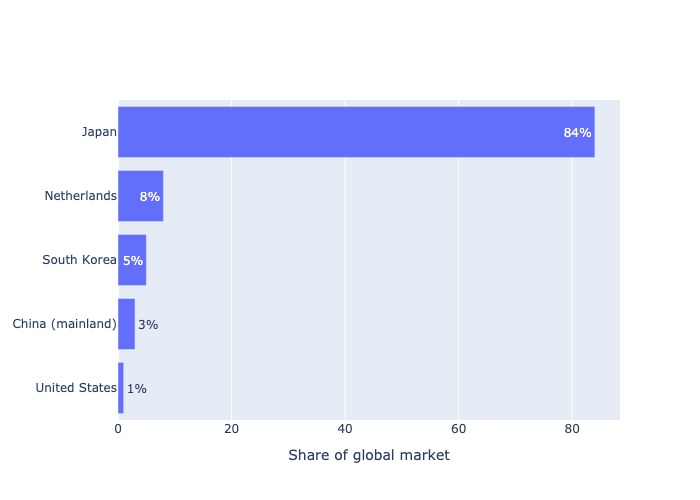 Japan 84%
Netherlands 8%
South Korea 5%
China (mainland) 3%
United States 1%
0 20 40 60 80
Share of global market